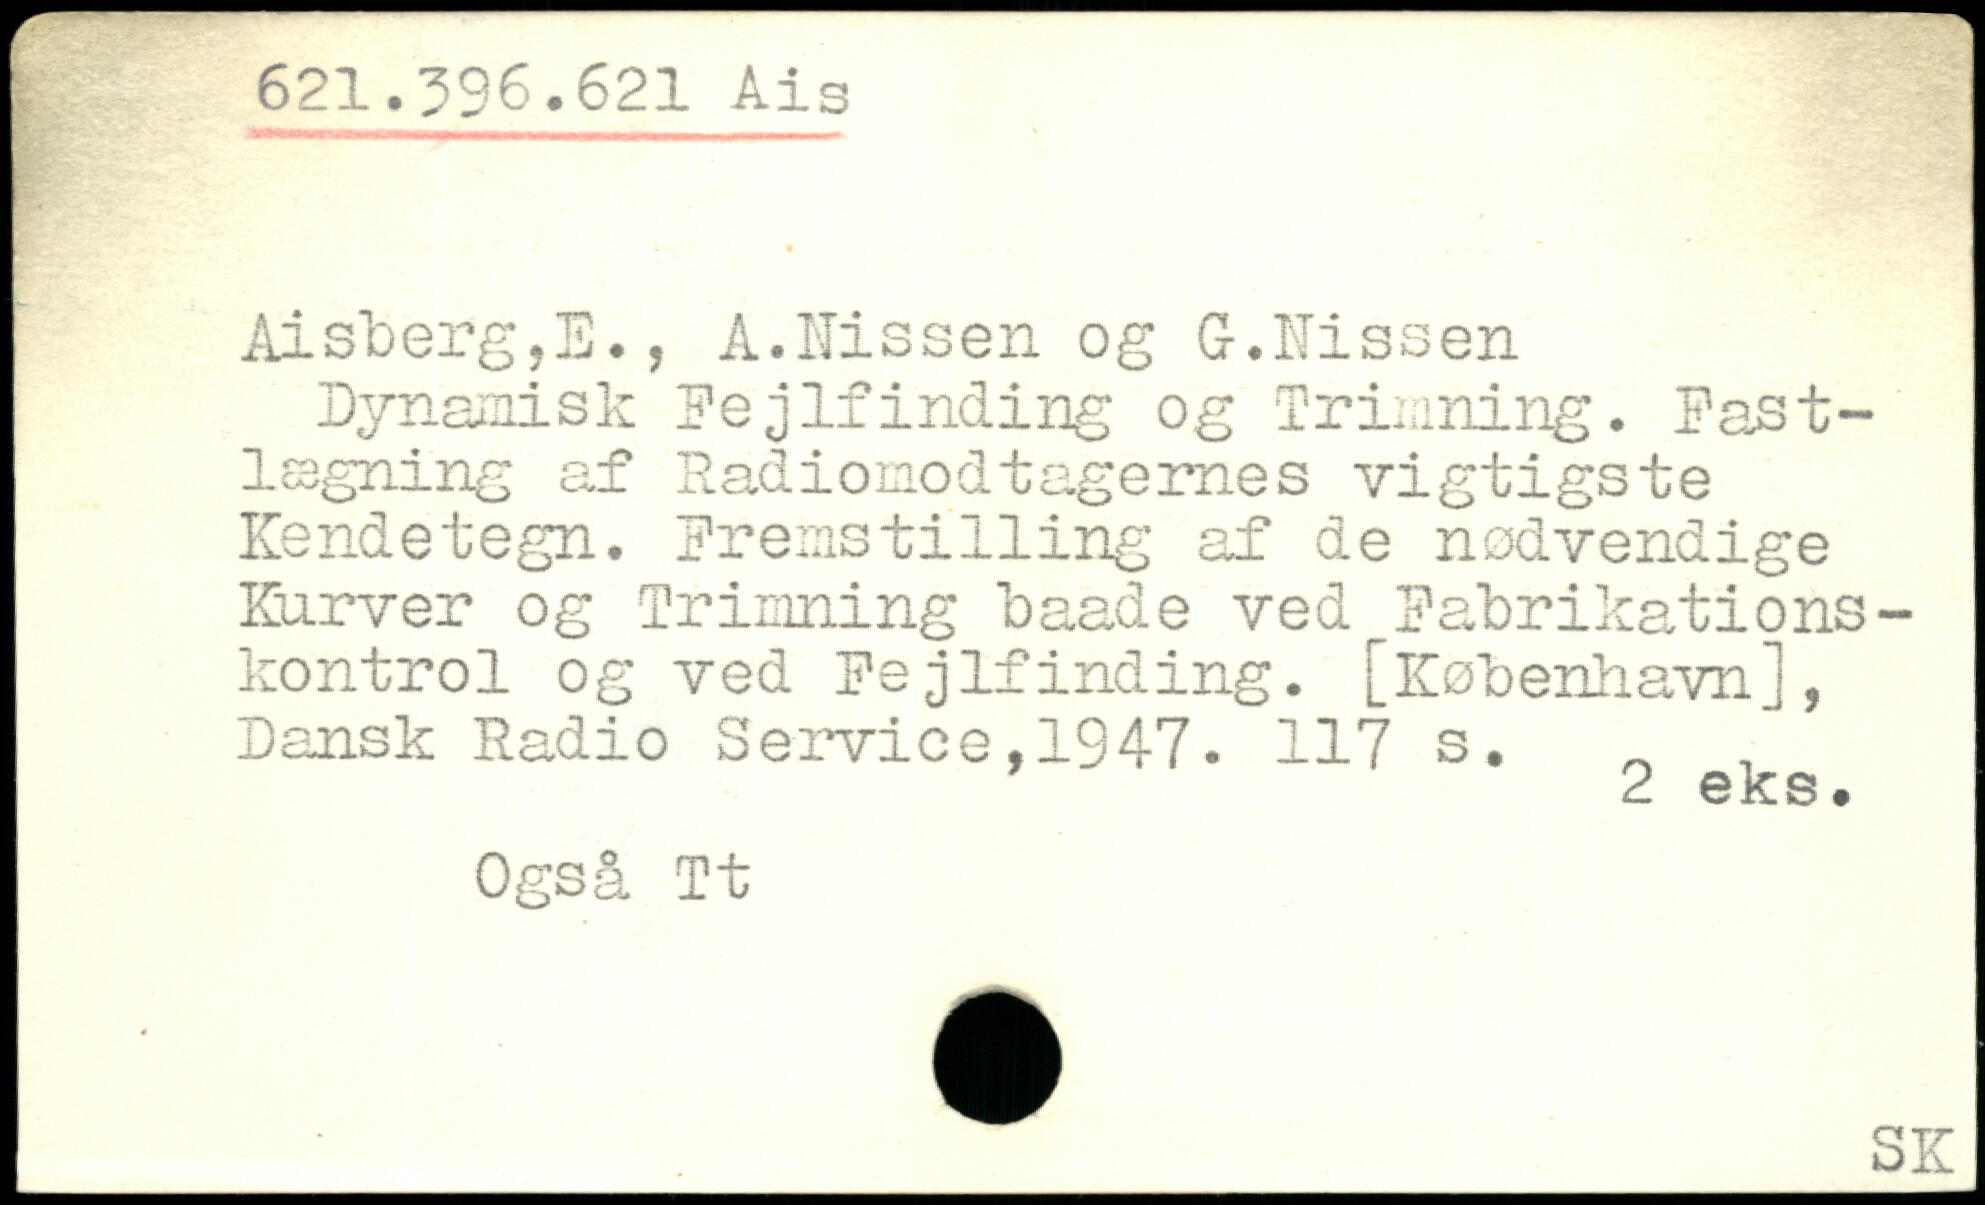 621.396.621 Ais
Aisberg,E., A.Nissen og G.Nissen
Dynamisk Fejlfinding og Trimning. Fast-
lægning af Radiomodtagernes vigtigste
Kendetegn. Fremstilling af de nødvendige
Kurver og Trimning baade ved Fabrikations-
kontrol og ved Fejlfinding. [København],
Dansk Radio Service,1947. 117 s.
2 eks.
Også Tt
SK